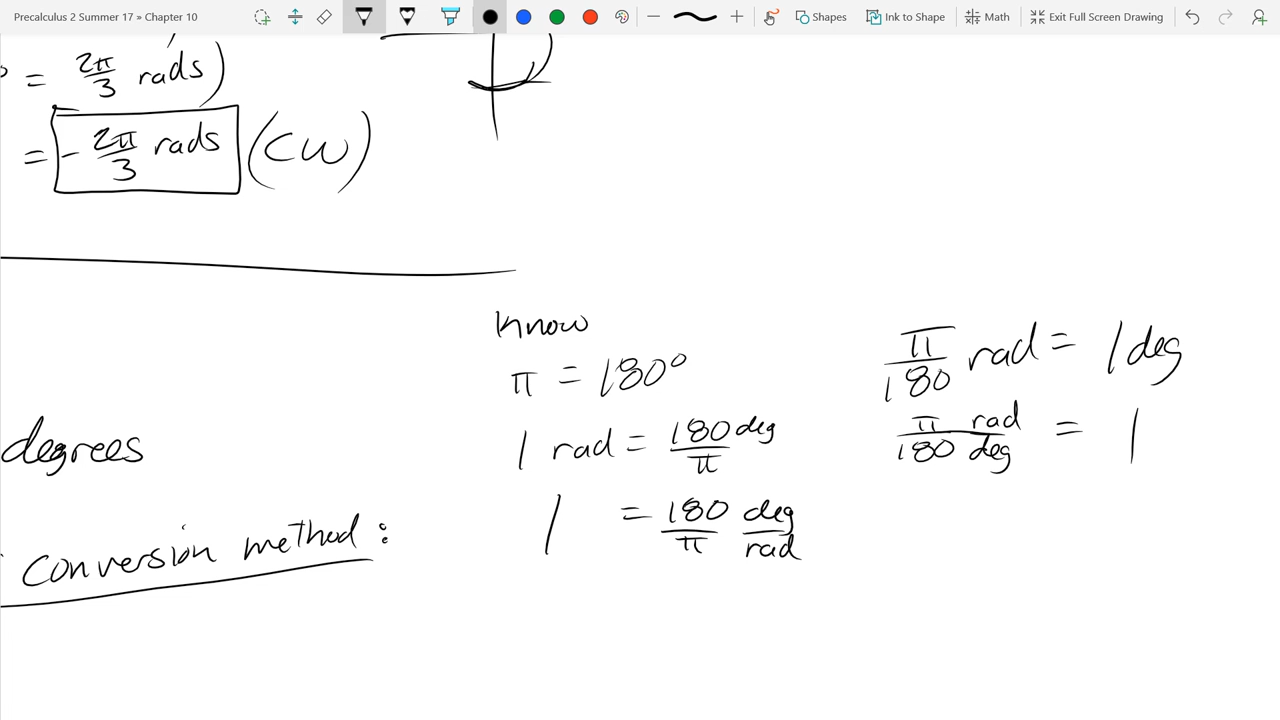 Precalculus 2 Summer 17 » Chapter 10
Shapes
Ink to Shape
Math
Exit Full Screen Drawing
= 2π/3 rads)
= - 2π/3 rads (CW)
know
π = 180°
1 rad = 180 deg/π
1 = 180/π deg/rad
π/180 rad = 1 deg
π rad/180 deg = 1
degrees
conversion method: